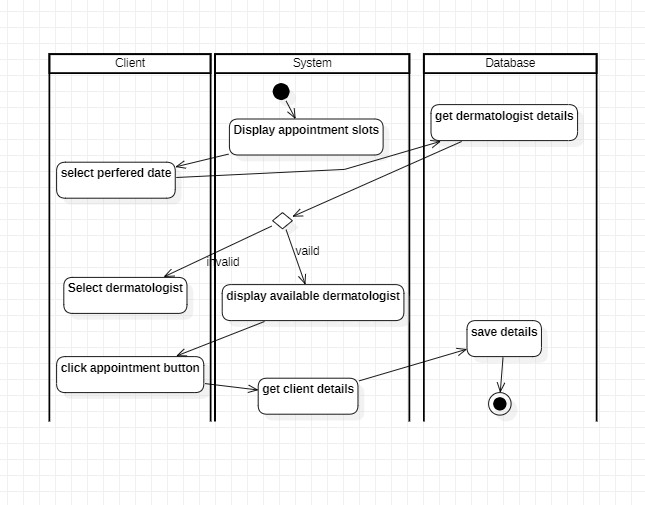 Client
System
Database
Display appointment slots
get dermatologist details
select perfered date
invalid
vaild
Select dermatologist
display available dermatologist
save details
click appointment button
get client details